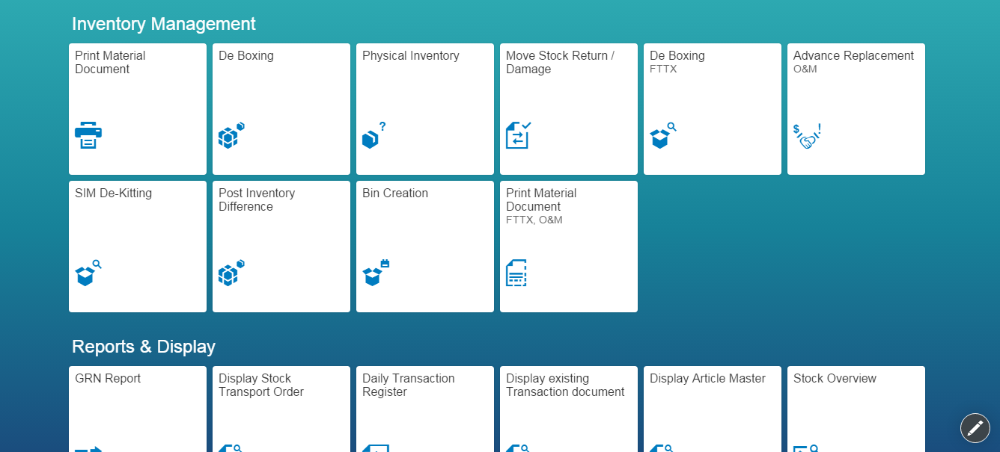 Inventory Management
Print Material
Document
De Boxing
Physical Inventory
Move Stock Return /
Damage
De Boxing
FTTX
Advance Replacement
O&M
SIM De-Kitting
Post Inventory
Difference
Bin Creation
Print Material
Document
FTTX, O&M
Reports & Display
GRN Report
Display Stock
Transport Order
Daily Transaction
Register
Display existing
Transaction document
Display Article Master
Stock Overview